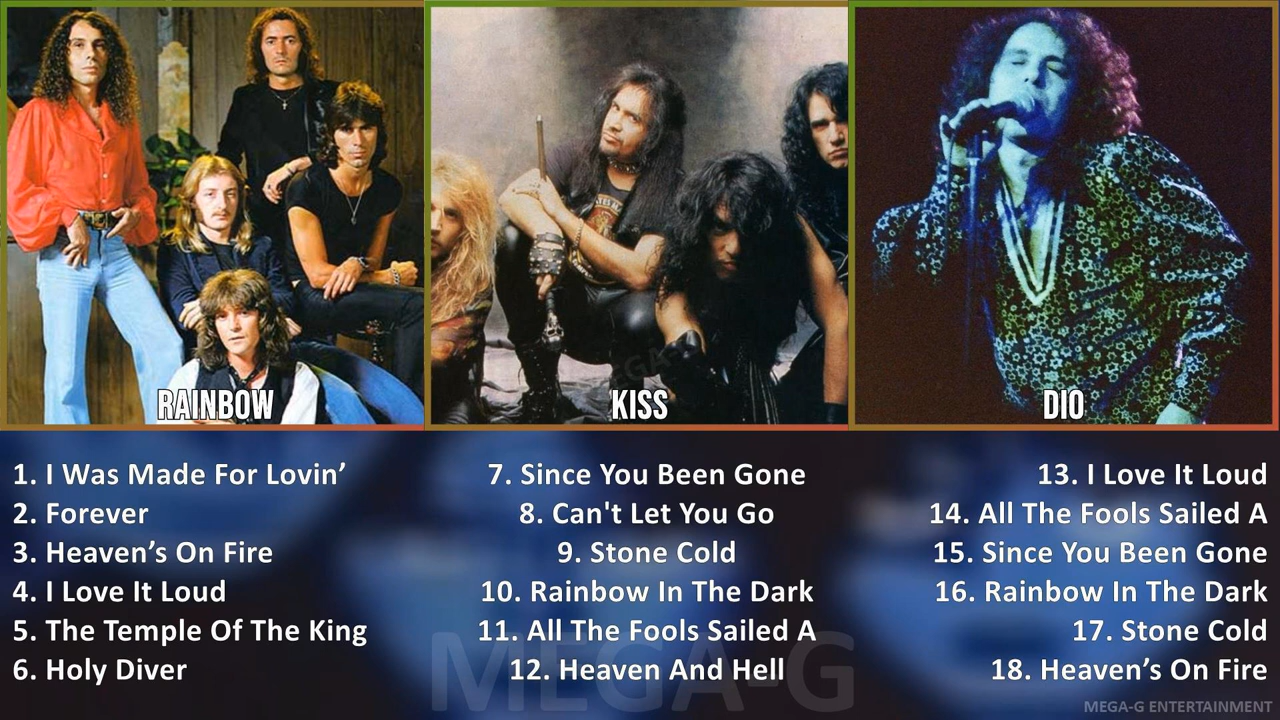 RAINBOW
KISS
DIO
1. I Was Made For Lovin’
2. Forever
3. Heaven’s On Fire
4. I Love It Loud
5. The Temple Of The King
6. Holy Diver
7. Since You Been Gone
8. Can't Let You Go
9. Stone Cold
10. Rainbow In The Dark
11. All The Fools Sailed A
12. Heaven And Hell
13. I Love It Loud
14. All The Fools Sailed A
15. Since You Been Gone
16. Rainbow In The Dark
17. Stone Cold
18. Heaven’s On Fire
MEGA-G
MEGA-G ENTERTAINMENT